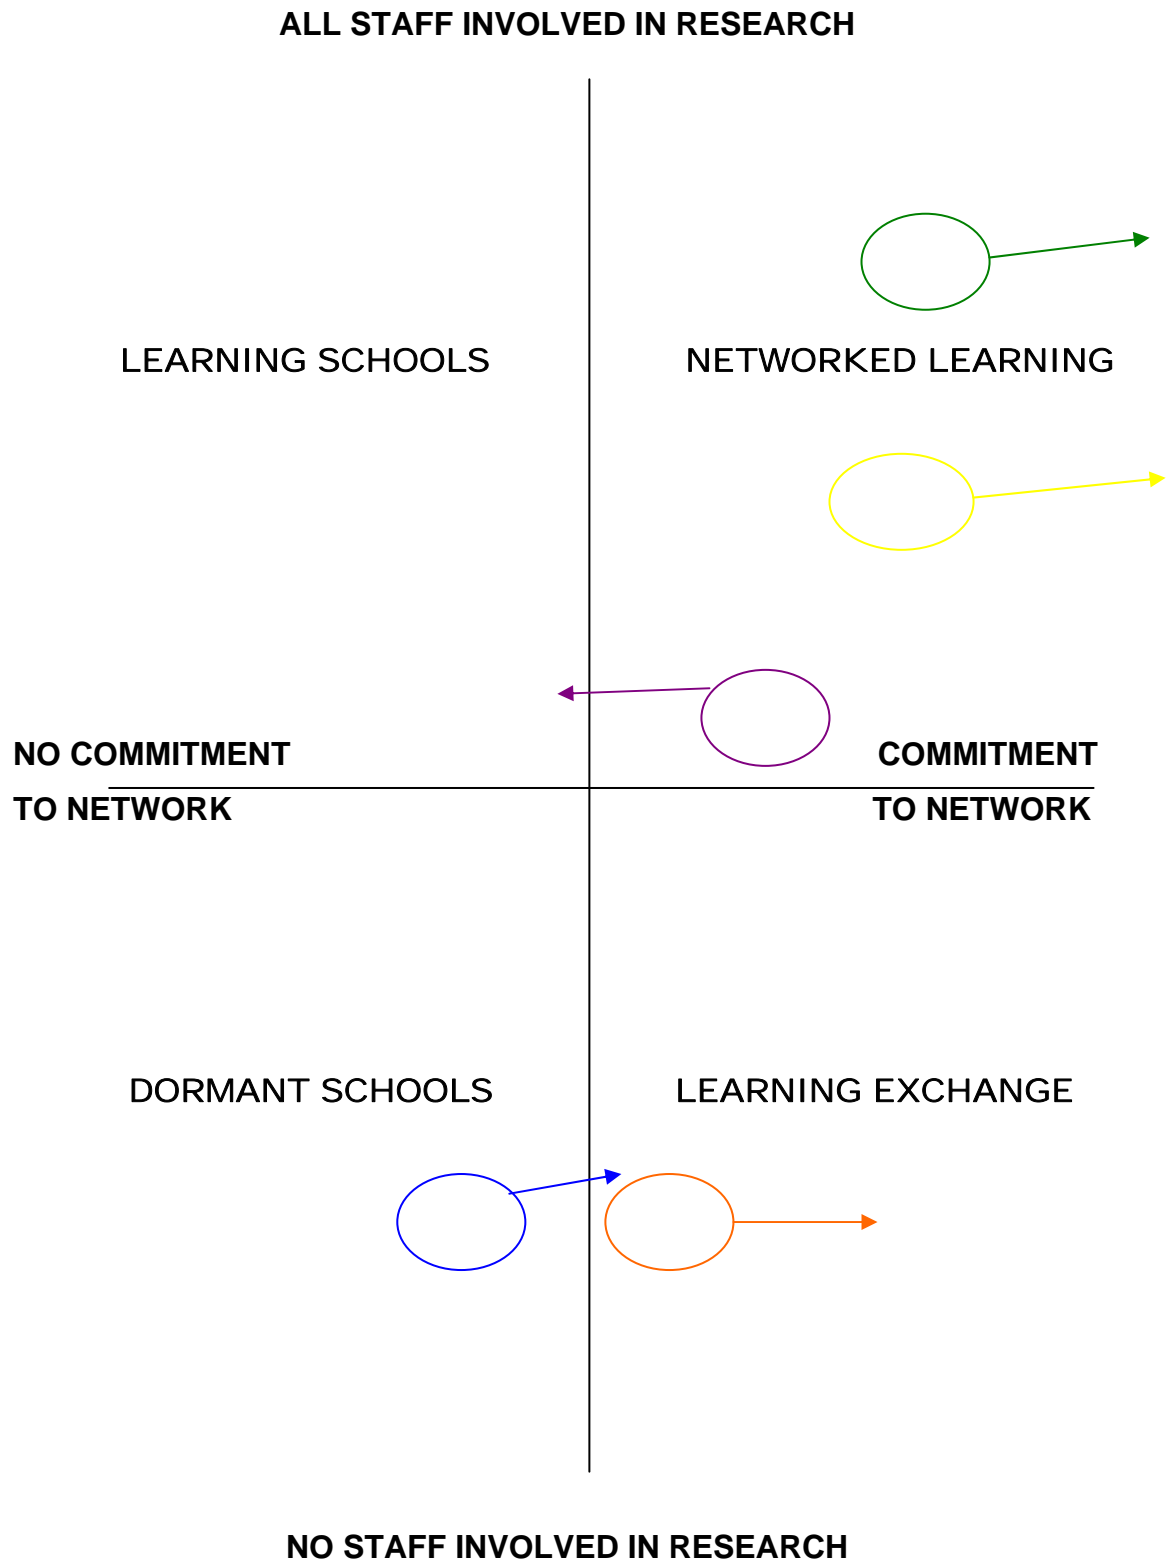 ALL STAFF INVOLVED IN RESEARCH
LEARNING SCHOOLS
NETWORKED LEARNING
NO COMMITMENT
TO NETWORK
COMMITMENT
TO NETWORK
DORMANT SCHOOLS
LEARNING EXCHANGE
NO STAFF INVOLVED IN RESEARCH